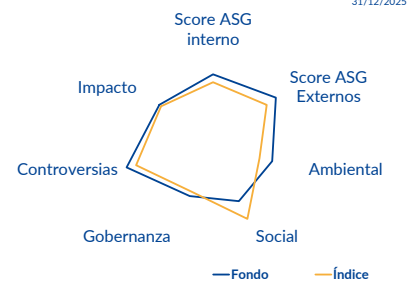 31/12/2025
Score ASG
interno
Score ASG
Externos
Impacto
Controversias
Ambiental
Gobernanza
Social
Fondo
Índice